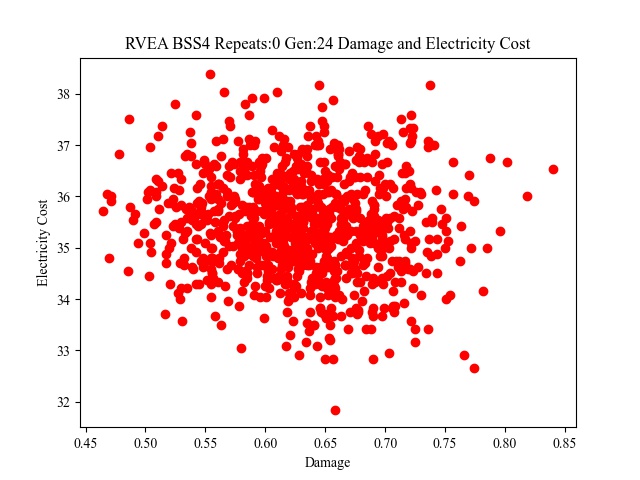 RVEA BSS4 Repeats:0 Gen:24 Damage and Electricity Cost
38
37
36
35
34
33
32
Electricity Cost
0.45 0.50 0.55 0.60 0.65 0.70 0.75 0.80 0.85
Damage